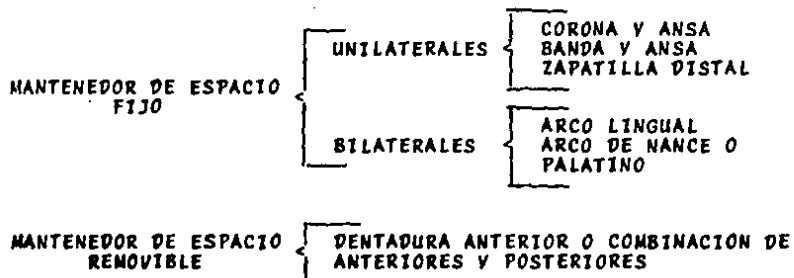 MANTENEDOR DE ESPACIO
FIJO
UNILATERALES
CORONA Y ANSA
BANDA Y ANSA
ZAPATILLA DISTAL
BILATERALES
ARCO LINGUAL
ARCO DE NANCE O
PALATINO
MANTENEDOR DE ESPACIO
REMOVIBLE
DENTADURA ANTERIOR O COMBINACION DE
ANTERIORES Y POSTERIORES